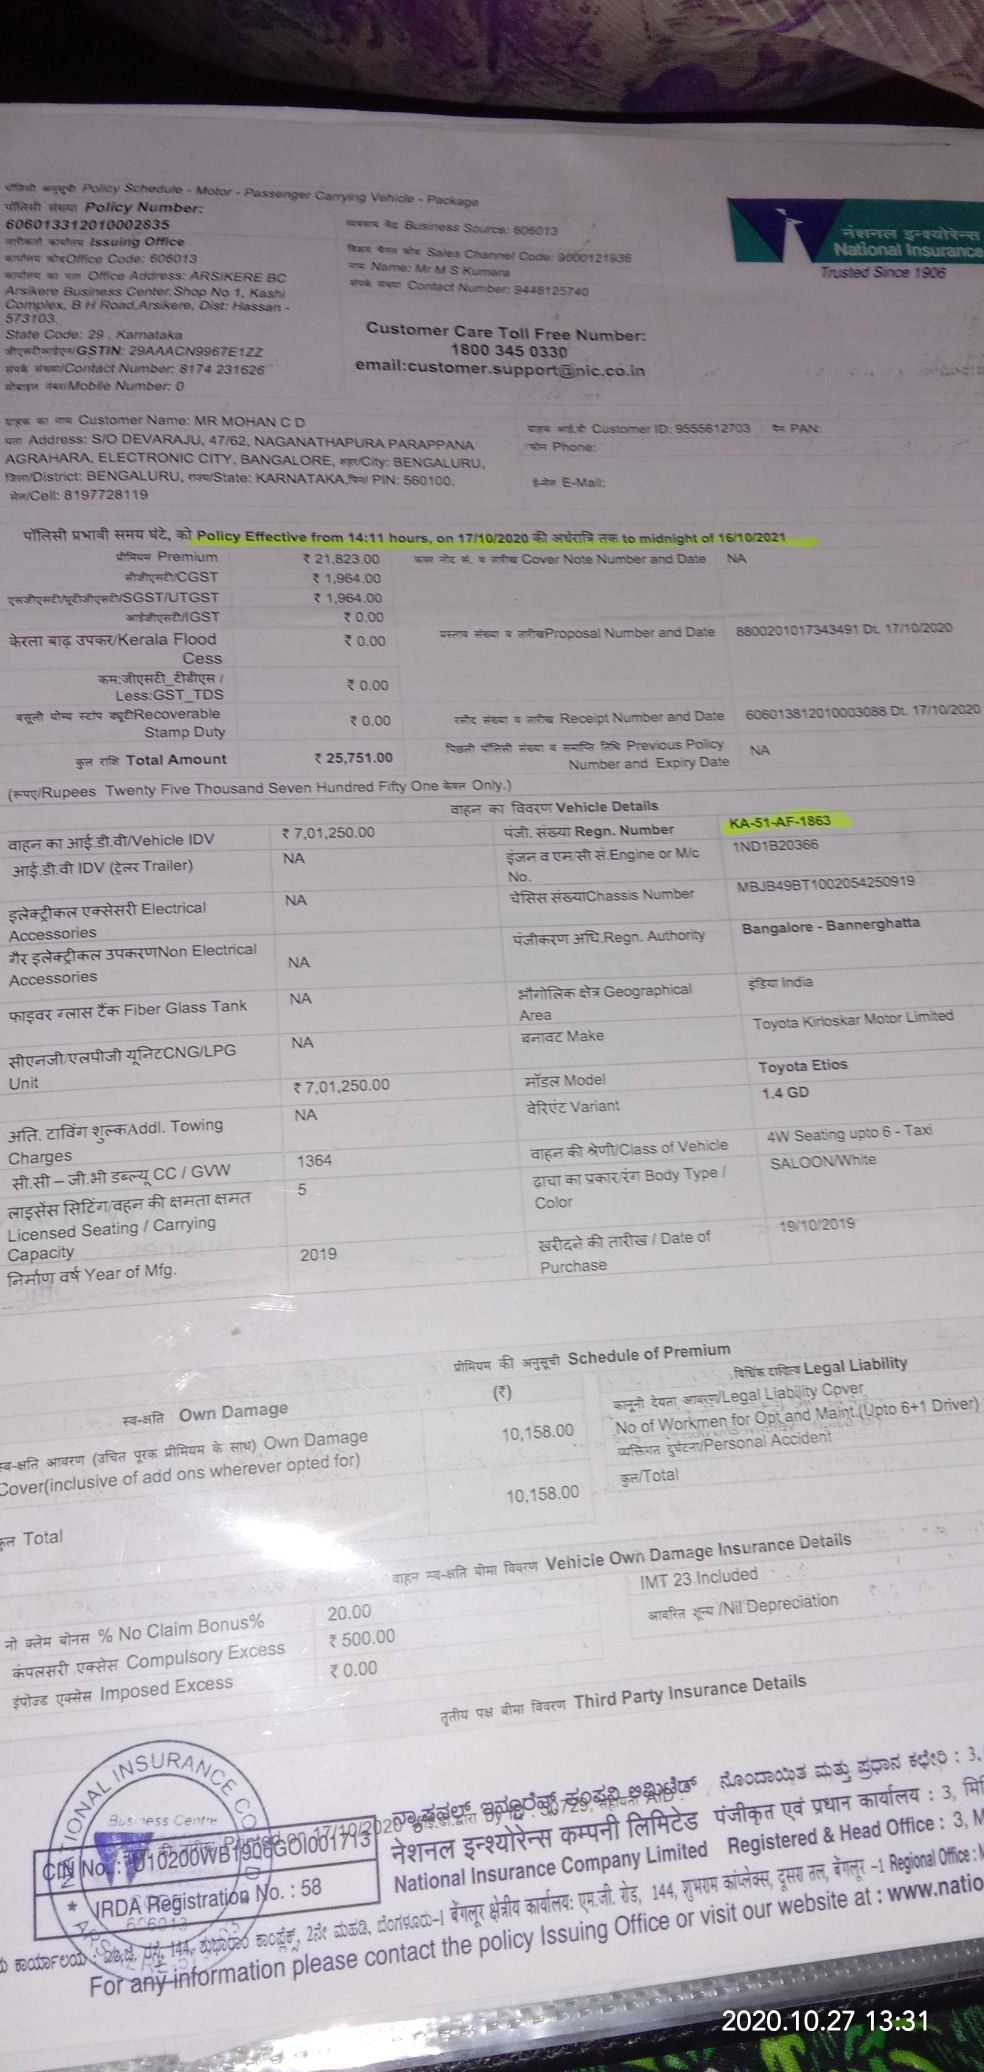 पॉलिसी अनुसूची Policy Schedule - Motor - Passenger Carrying Vehicle - Package
पॉलिसी संख्या Policy Number:
606013312010002835
जारीकर्ता कार्यालय Issuing Office
कार्यालय कोड Office Code: 606013
कार्यालय का पता Office Address: ARSIKERE BC
Arsikere Business Center,Shop No 1, Kashi
Complex, B H Road,Arsikere, Dist: Hassan -
573103.
State Code: 29 , Karnataka
जीएसटीआईएन/GSTIN: 29AAACN9967E1ZZ
संपर्क संख्या/Contact Number: 8174 231626
मोबाइल नंबर/Mobile Number: 0
व्यवसाय स्रोत Business Source: 606013
विक्रय चैनल कोड Sales Channel Code: 9000121936
नाम Name: Mr M S Kumara
संपर्क संख्या Contact Number: 9448125740
Customer Care Toll Free Number:
1800 345 0330
email:customer.support@nic.co.in
नेशनल इन्श्योरेन्स
National Insurance
Trusted Since 1906
ग्राहक का नाम Customer Name: MR MOHAN C D
पता Address: S/O DEVARAJU, 47/62, NAGANATHAPURA PARAPPANA
AGRAHARA, ELECTRONIC CITY, BANGALORE, शहर/City: BENGALURU,
जिला/District: BENGALURU, राज्य/State: KARNATAKA,पिन/ PIN: 560100.
सेल/Cell: 8197728119
ग्राहक आई.डी Customer ID: 9555612703 पेन PAN:
फोन Phone:
ई-मेल E-Mail:
पॉलिसी प्रभावी समय घंटे, को Policy Effective from 14:11 hours, on 17/10/2020 की अर्धरात्रि तक to midnight of 16/10/2021
प्रीमियम Premium ₹ 21,823.00 कवर नोट सं. व तारीख Cover Note Number and Date NA
सीजीएसटी/CGST ₹ 1,964.00
एसजीएसटी/यूटीजीएसटी/SGST/UTGST ₹ 1,964.00
आईजीएसटी/IGST ₹ 0.00
केरला बाढ़ उपकर/Kerala Flood Cess ₹ 0.00 प्रस्ताव संख्या व तारीखProposal Number and Date 8800201017343491 Dt. 17/10/2020
कम:जीएसटी_टीडीएस /
Less:GST_TDS ₹ 0.00
वसूली योग्य स्टांप ड्यूटीRecoverable
Stamp Duty ₹ 0.00 रसीद संख्या व तारीख Receipt Number and Date 606013812010003088 Dt. 17/10/2020
कुल राशि Total Amount ₹ 25,751.00 पिछली पॉलिसी संख्या व समाप्ति तिथि Previous Policy
Number and Expiry Date NA
(रूपए/Rupees Twenty Five Thousand Seven Hundred Fifty One केवल Only.)
वाहन का विवरण Vehicle Details
वाहन का आई.डी.वी/Vehicle IDV ₹ 7,01,250.00 पंजी. संख्या Regn. Number KA-51-AF-1863
आई.डी.वी IDV (ट्रेलर Trailer) NA इंजन व एम/सी सं.Engine or M/c
No. 1ND1B20366
इलेक्ट्रीकल एक्सेसरी Electrical
Accessories NA चेसिस संख्याChassis Number MBJB49BT1002054250919
गैर इलेक्ट्रीकल उपकरणNon Electrical
Accessories NA पंजीकरण अधि.Regn. Authority Bangalore - Bannerghatta
फाइवर ग्लास टैंक Fiber Glass Tank NA भौगोलिक क्षेत्र Geographical
Area इंडिया India
सीएनजी/एलपीजी यूनिटCNG/LPG
Unit NA बनावट Make Toyota Kirloskar Motor Limited
₹ 7,01,250.00 मॉडल Model Toyota Etios
अति. टाविंग शुल्कAddl. Towing
Charges NA वेरिएंट Variant 1.4 GD
सी.सी – जी.भी डब्ल्यू CC / GVW 1364 वाहन की श्रेणी/Class of Vehicle 4W Seating upto 6 - Taxi
लाइसेंस सिटिंग/वहन की क्षमता क्षमत
Licensed Seating / Carrying
Capacity 5 ढाचा का प्रकार/रंग Body Type /
Color SALOON/White
निर्माण वर्ष Year of Mfg. 2019 खरीदने की तारीख / Date of
Purchase 19/10/2019
प्रीमियम की अनुसूची Schedule of Premium
स्व-क्षति Own Damage (₹) विधिक दायित्व Legal Liability
स्व-क्षति आवरण (उचित पूरक प्रीमियम के साथ) Own Damage
Cover(inclusive of add ons wherever opted for) 10,158.00
कानूनी देयता आवरण/Legal Liability Cover
No of Workmen for Opt and Maint.(Upto 6+1 Driver)
व्यक्तिगत दुर्घटना/Personal Accident
कुल Total 10,158.00 कुल/Total
वाहन स्व-क्षति बीमा विवरण Vehicle Own Damage Insurance Details
नो क्लेम बोनस % No Claim Bonus% 20.00 IMT 23 Included
कंपलसरी एक्सेस Compulsory Excess ₹ 500.00 आवरित शून्य /Nil Depreciation
इंपोज्ड एक्सेस Imposed Excess ₹ 0.00
तृतीय पक्ष बीमा विवरण Third Party Insurance Details
NATIONAL INSURANCE CO
Business Centre
606013
17/10/2020
CIN No. : U10200WB1906GOI001713
* IRDA Registration No. : 58
ನ್ಯಾಷನಲ್ ಇನ್ಶೂರೆನ್ಸ್ ಕಂಪನಿ ಲಿಮಿಟೆಡ್ ನೊಂದಾಯಿತ ಮತ್ತು ಪ್ರಧಾನ ಕಛೇರಿ : 3,
नेशनल इन्श्योरेन्स कम्पनी लिमिटेड पंजीकृत एवं प्रधान कार्यालय : 3,
National Insurance Company Limited Registered & Head Office : 3, M
144, 2ನೇ ಮಹಡಿ, ಬೆಂಗಳೂರು-1 बेंगलूर क्षेत्रीय कार्यालय: एम.जी. रोड, 144, शुभराम कांप्लेक्स, दूसरा तल, बेंगलूर -1 Regional Office :
For any information please contact the policy Issuing Office or visit our website at : www.natio
2020.10.27 13:31